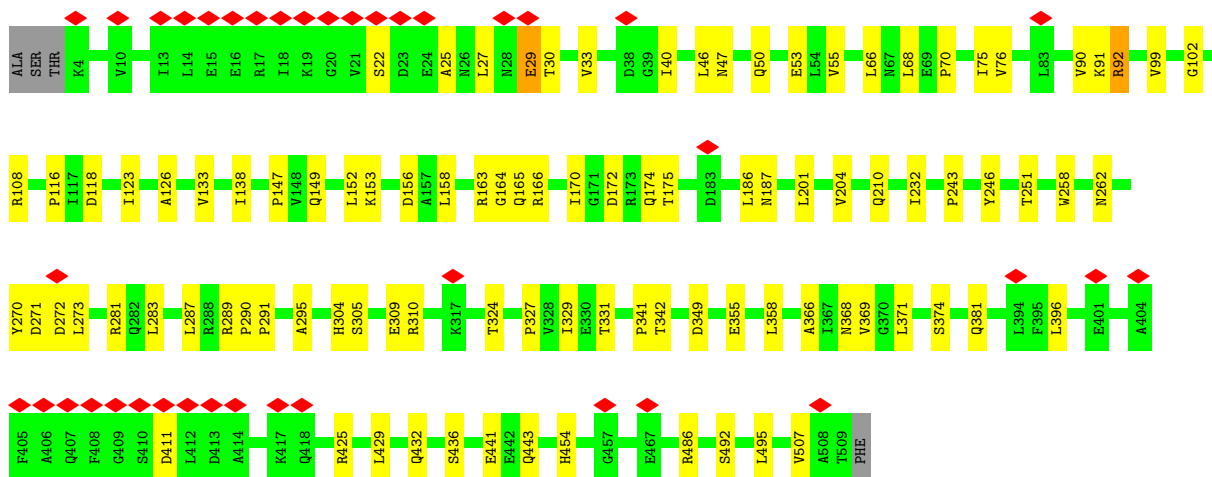 ALA SER THR K4 V10 I13 L14 E15 E16 R17 I18 K19 G20 V21 S22 D23 E24 A25 N26 L27 N28 E29 T30 V33 D38 G39 I40 L46 N47 Q50 E53 L54 V55 L66 N67 L68 E69 P70 I75 V76 L83 V90 K91 R92 V99 G102
R108 P116 I117 D118 I123 A126 V133 I138 P147 V148 Q149 L152 K153 D156 A157 L158 R163 G164 Q165 R166 I170 G171 D172 R173 Q174 T175 D183 L186 N187 L201 V204 Q210 I232 P243 Y246 T251 W258 N262
Y270 D271 D272 L273 R281 Q282 L283 L287 R288 R289 P290 P291 A295 H304 S305 E309 R310 K317 T324 P327 V328 I329 E330 T331 P341 T342 D349 E355 L358 A366 I367 N368 V369 G370 L371 S374 Q381 L394 F395 L396 E401 A404
F405 A406 Q407 F408 G409 S410 D411 L412 D413 A414 K417 Q418 R425 L429 Q432 S436 E441 E442 Q443 H454 G457 E467 R486 S492 L495 V507 A508 T509 PHE